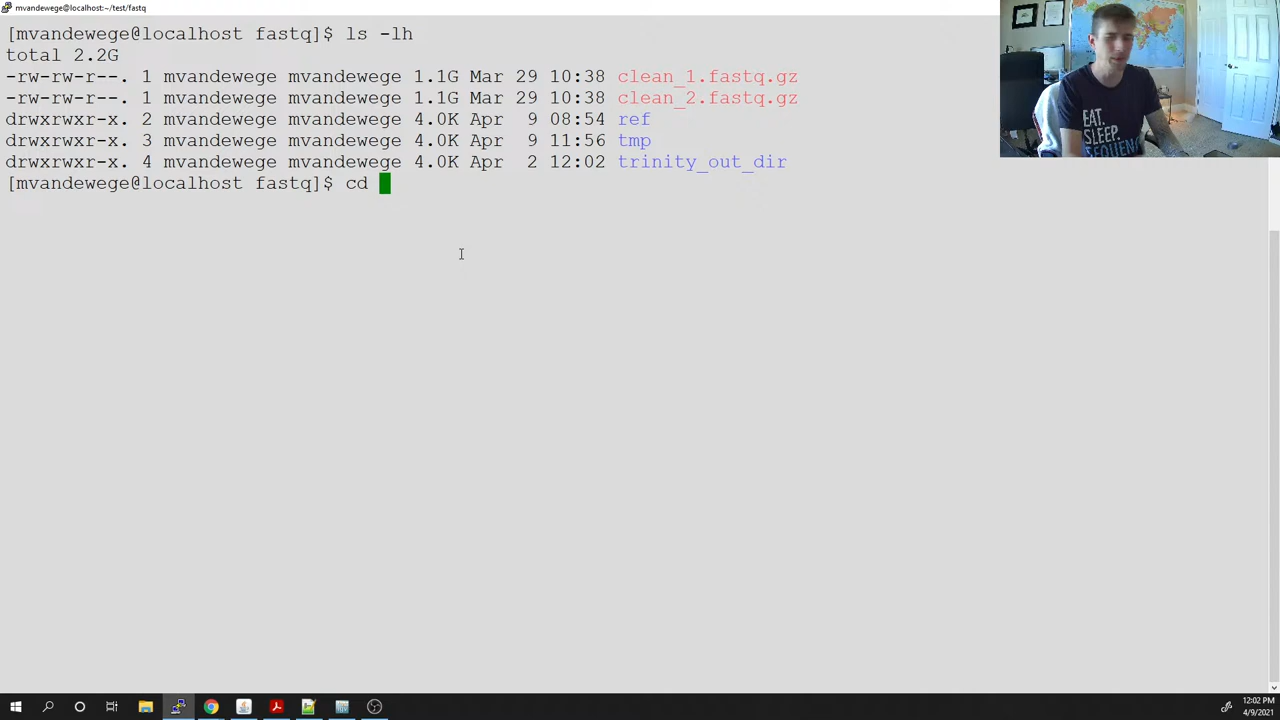 mvandewege@localhost:~/test/fastq
[mvandewege@localhost fastq]$ ls -lh
total 2.2G
-rw-rw-r--. 1 mvandewege mvandewege 1.1G Mar 29 10:38 clean_1.fastq.gz
-rw-rw-r--. 1 mvandewege mvandewege 1.1G Mar 29 10:38 clean_2.fastq.gz
drwxrwxr-x. 2 mvandewege mvandewege 4.0K Apr  9 08:54 ref
drwxrwxr-x. 3 mvandewege mvandewege 4.0K Apr  9 11:56 tmp
drwxrwxr-x. 4 mvandewege mvandewege 4.0K Apr  2 12:02 trinity_out_dir
[mvandewege@localhost fastq]$ cd
EAT.
SLEEP.
SEQUENC
12:02 PM
4/9/2021